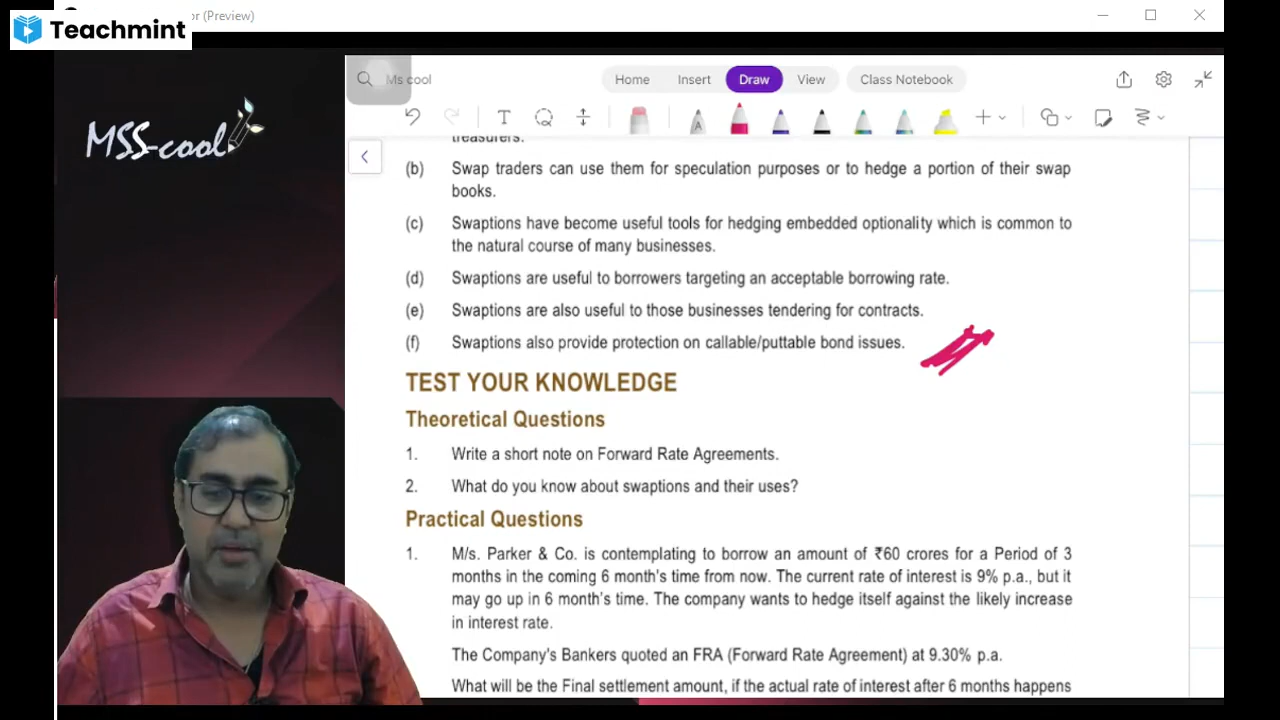 or (Preview)
Teachmint
MSS-cool
Ms cool
Home Insert Draw View Class Notebook
treasurers.
(b) Swap traders can use them for speculation purposes or to hedge a portion of their swap
books.
(c) Swaptions have become useful tools for hedging embedded optionality which is common to
the natural course of many businesses.
(d) Swaptions are useful to borrowers targeting an acceptable borrowing rate.
(e) Swaptions are also useful to those businesses tendering for contracts.
(f) Swaptions also provide protection on callable/puttable bond issues.
TEST YOUR KNOWLEDGE
Theoretical Questions
1. Write a short note on Forward Rate Agreements.
2. What do you know about swaptions and their uses?
Practical Questions
1. M/s. Parker & Co. is contemplating to borrow an amount of ₹60 crores for a Period of 3
months in the coming 6 month's time from now. The current rate of interest is 9% p.a., but it
may go up in 6 month's time. The company wants to hedge itself against the likely increase
in interest rate.
The Company's Bankers quoted an FRA (Forward Rate Agreement) at 9.30% p.a.
What will be the Final settlement amount, if the actual rate of interest after 6 months happens